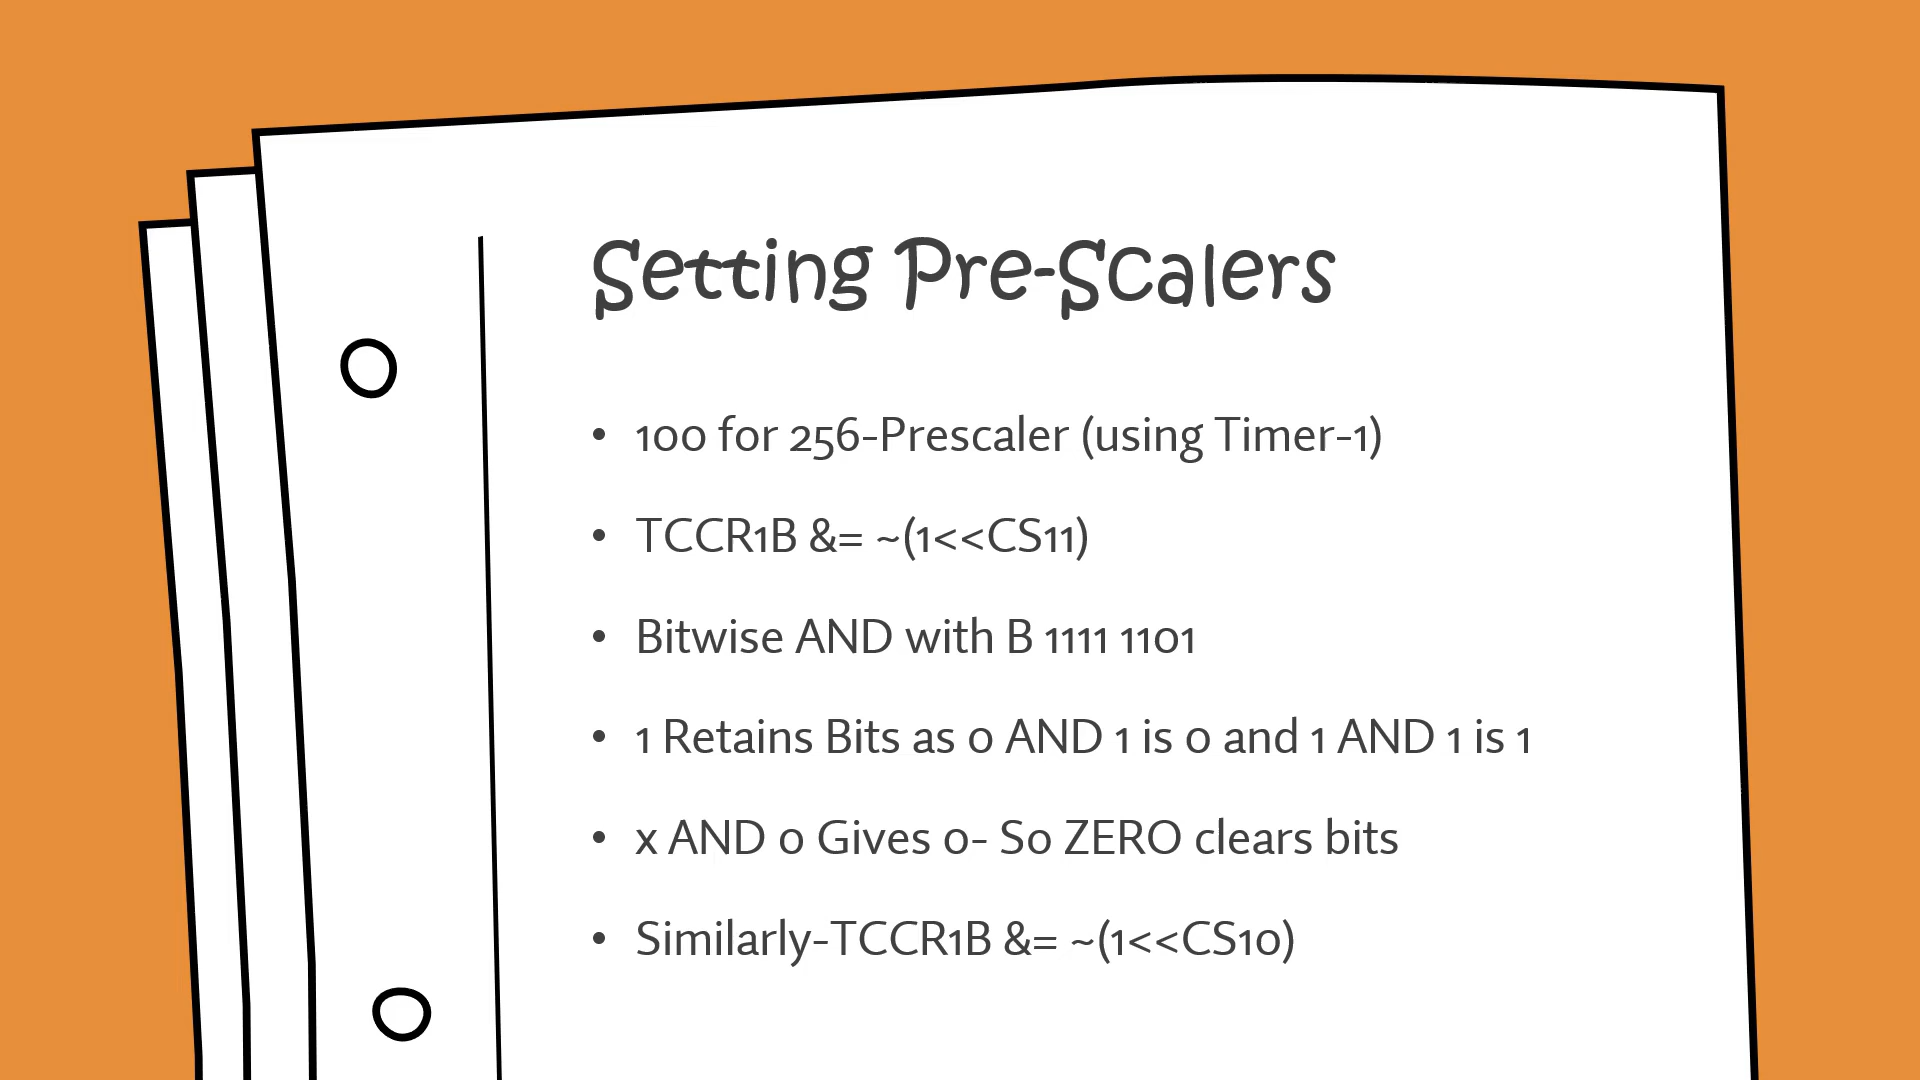 Setting Pre-Scalers
• 100 for 256-Prescaler (using Timer-1)
• TCCR1B &= ~(1<<CS11)
• Bitwise AND with B 1111 1101
• 1 Retains Bits as 0 AND 1 is 0 and 1 AND 1 is 1
• x AND 0 Gives 0- So ZERO clears bits
• Similarly-TCCR1B &= ~(1<<CS10)